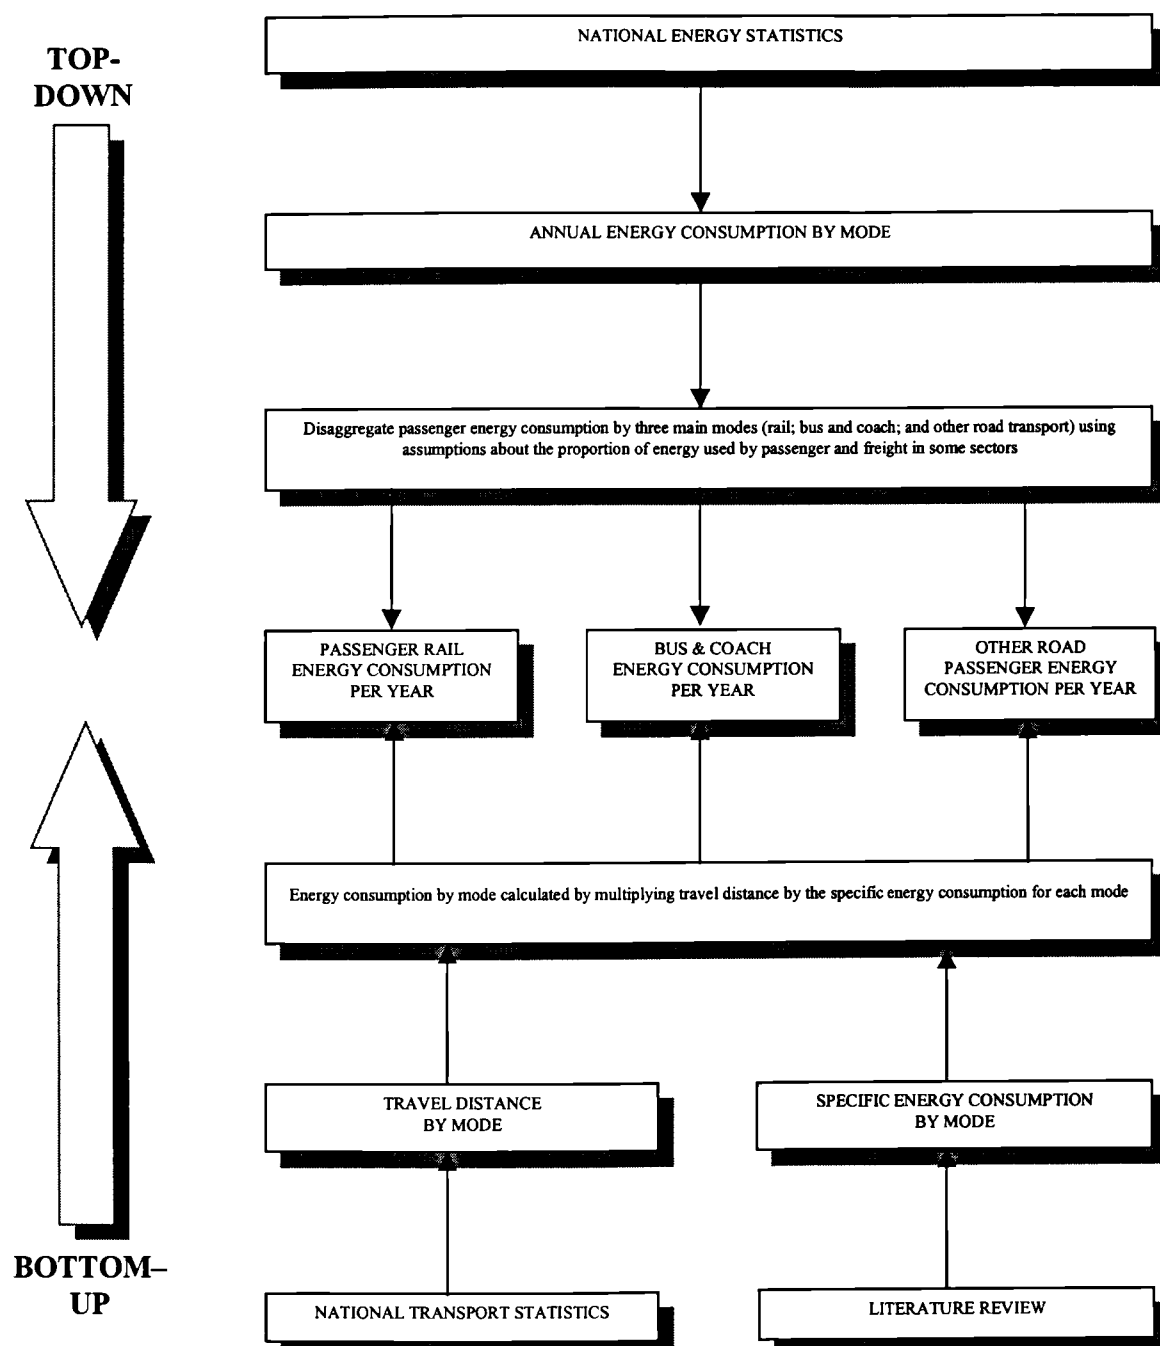 NATIONAL ENERGY STATISTICS
TOP-
DOWN
ANNUAL ENERGY CONSUMPTION BY MODE
Disaggregate passenger energy consumption by three main modes (rail; bus and coach; and other road transport) using
assumptions about the proportion of energy used by passenger and freight in some sectors
PASSENGER RAIL
ENERGY CONSUMPTION
PER YEAR
BUS & COACH
ENERGY CONSUMPTION
PER YEAR
OTHER ROAD
PASSENGER ENERGY
CONSUMPTION PER YEAR
Energy consumption by mode calculated by multiplying travel distance by the specific energy consumption for each mode
TRAVEL DISTANCE
BY MODE
SPECIFIC ENERGY CONSUMPTION
BY MODE
BOTTOM–
UP
NATIONAL TRANSPORT STATISTICS
LITERATURE REVIEW